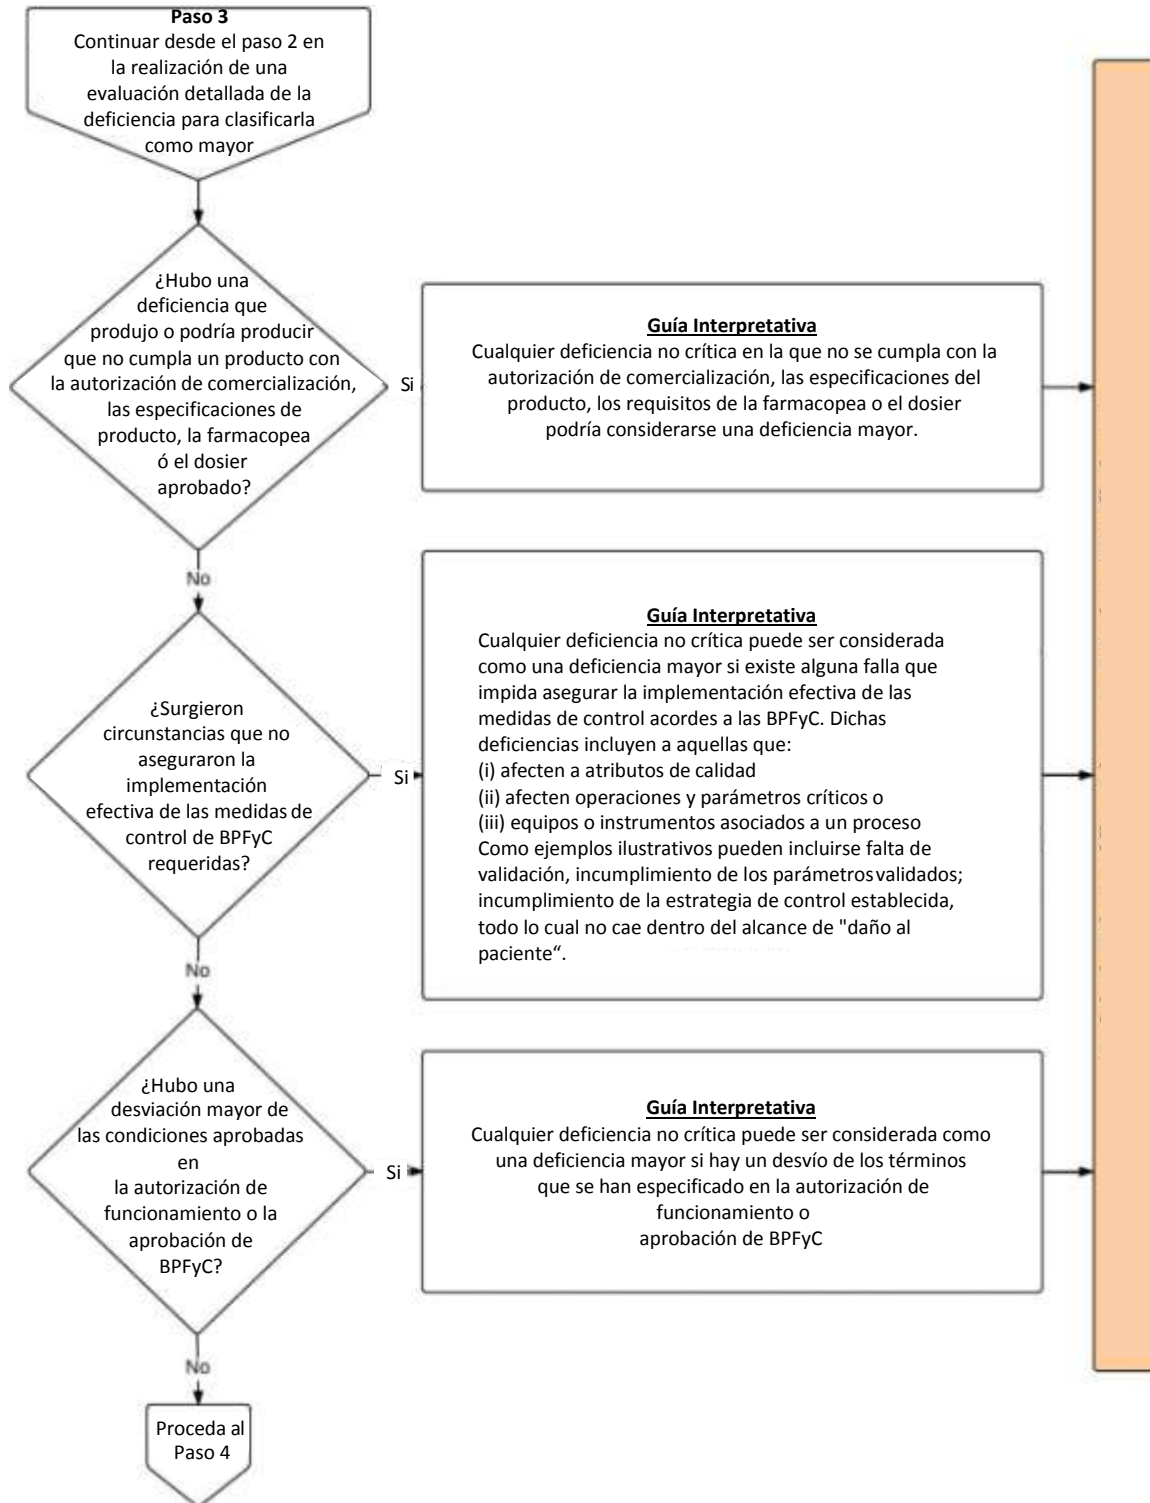 Paso 3
Continuar desde el paso 2 en
la realización de una
evaluación detallada de la
deficiencia para clasificarla
como mayor
¿Hubo una
deficiencia que
produjo o podría producir
que no cumpla un producto con
la autorización de comercialización,
las especificaciones de
producto, la farmacopea
ó el dosier
aprobado?
Si
Guía Interpretativa
Cualquier deficiencia no crítica en la que no se cumpla con la
autorización de comercialización, las especificaciones del
producto, los requisitos de la farmacopea o el dosier
podría considerarse una deficiencia mayor.
No
¿Surgieron
circunstancias que no
aseguraron la
implementación
efectiva de las medidas de
control de BPFyC
requeridas?
Si
Guía Interpretativa
Cualquier deficiencia no crítica puede ser considerada
como una deficiencia mayor si existe alguna falla que
impida asegurar la implementación efectiva de las
medidas de control acordes a las BPFyC. Dichas
deficiencias incluyen a aquellas que:
(i) afecten a atributos de calidad
(ii) afecten operaciones y parámetros críticos o
(iii) equipos o instrumentos asociados a un proceso
Como ejemplos ilustrativos pueden incluirse falta de
validación, incumplimiento de los parámetros validados;
incumplimiento de la estrategia de control establecida,
todo lo cual no cae dentro del alcance de "daño al
paciente“.
No
¿Hubo una
desviación mayor de
las condiciones aprobadas
en
la autorización de
funcionamiento o la
aprobación de
BPFyC?
Si
Guía Interpretativa
Cualquier deficiencia no crítica puede ser considerada como
una deficiencia mayor si hay un desvío de los términos
que se han especificado en la autorización de
funcionamiento o
aprobación de BPFyC
No
Proceda al
Paso 4